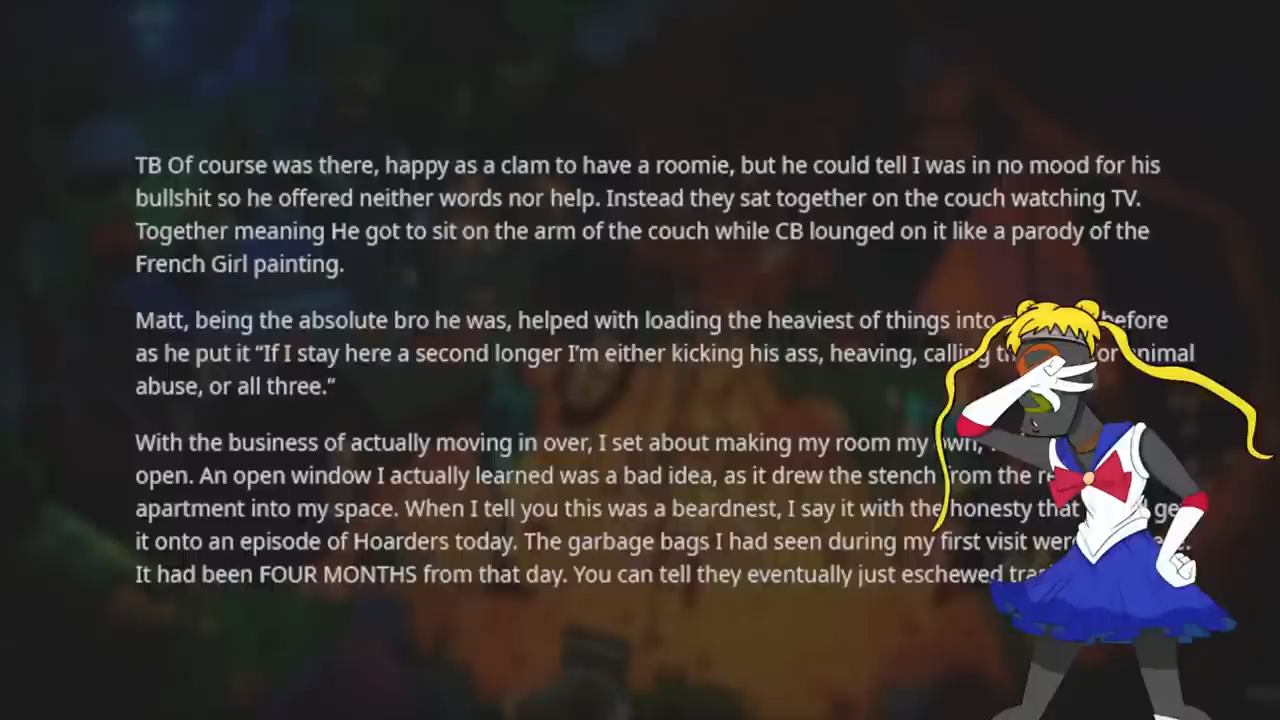 TB Of course was there, happy as a clam to have a roomie, but he could tell I was in no mood for his
bullshit so he offered neither words nor help. Instead they sat together on the couch watching TV.
Together meaning He got to sit on the arm of the couch while CB lounged on it like a parody of the
French Girl painting.
Matt, being the absolute bro he was, helped with loading the heaviest of things into before
as he put it “If I stay here a second longer I’m either kicking his ass, heaving, calling or animal
abuse, or all three.”
With the business of actually moving in over, I set about making my room my own,
open. An open window I actually learned was a bad idea, as it drew the stench from the
apartment into my space. When I tell you this was a beardnest, I say it with the honesty that
it onto an episode of Hoarders today. The garbage bags I had seen during my first visit
It had been FOUR MONTHS from that day. You can tell they eventually just eschewed